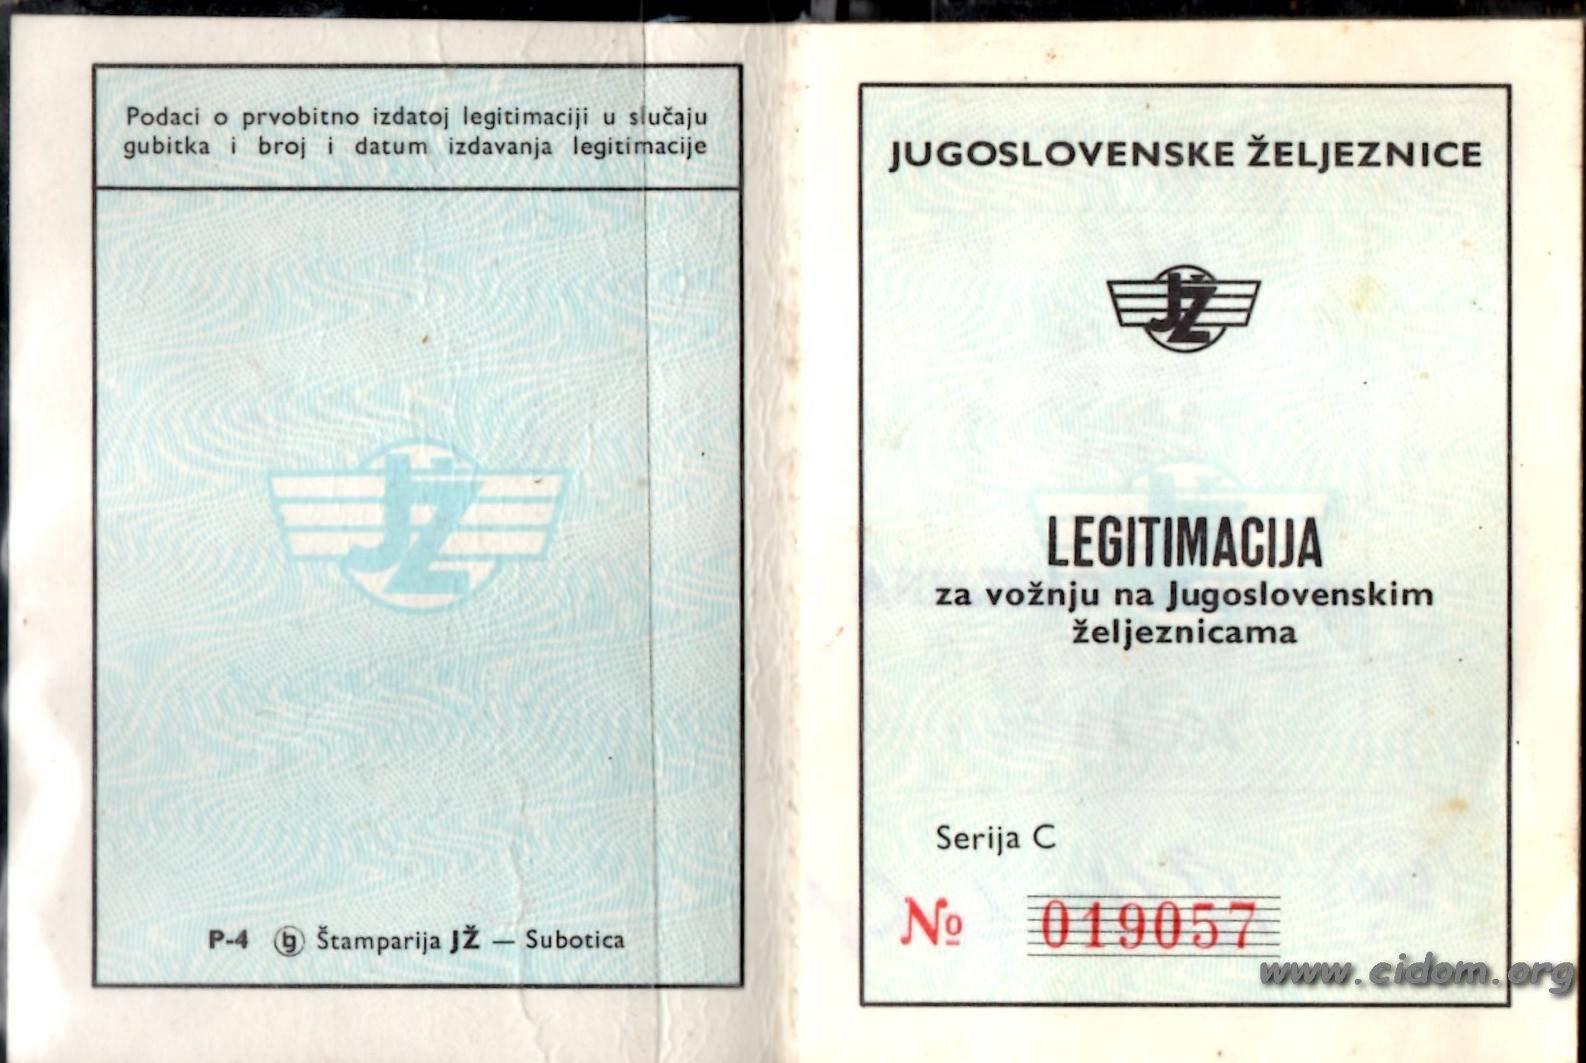 Podaci o prvobitno izdatoj legitimaciji u slučaju
gubitka i broj i datum izdavanja legitimacije
JŽ
P-4 Štamparija JŽ — Subotica
JUGOSLOVENSKE ŽELJEZNICE
JŽ
LEGITIMACIJA
za vožnju na Jugoslovenskim
željeznicama
Serija C
№ 019057
www.cidom.org